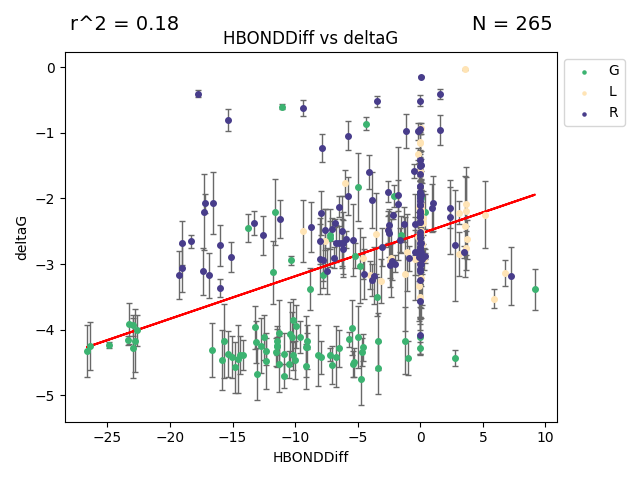 r^2 = 0.18
N = 265
HBONDDiff vs deltaG
0
−1
−2
−3
−4
−5
deltaG
−25
−20
−15
−10
−5
0
5
10
HBONDDiff
G
L
R